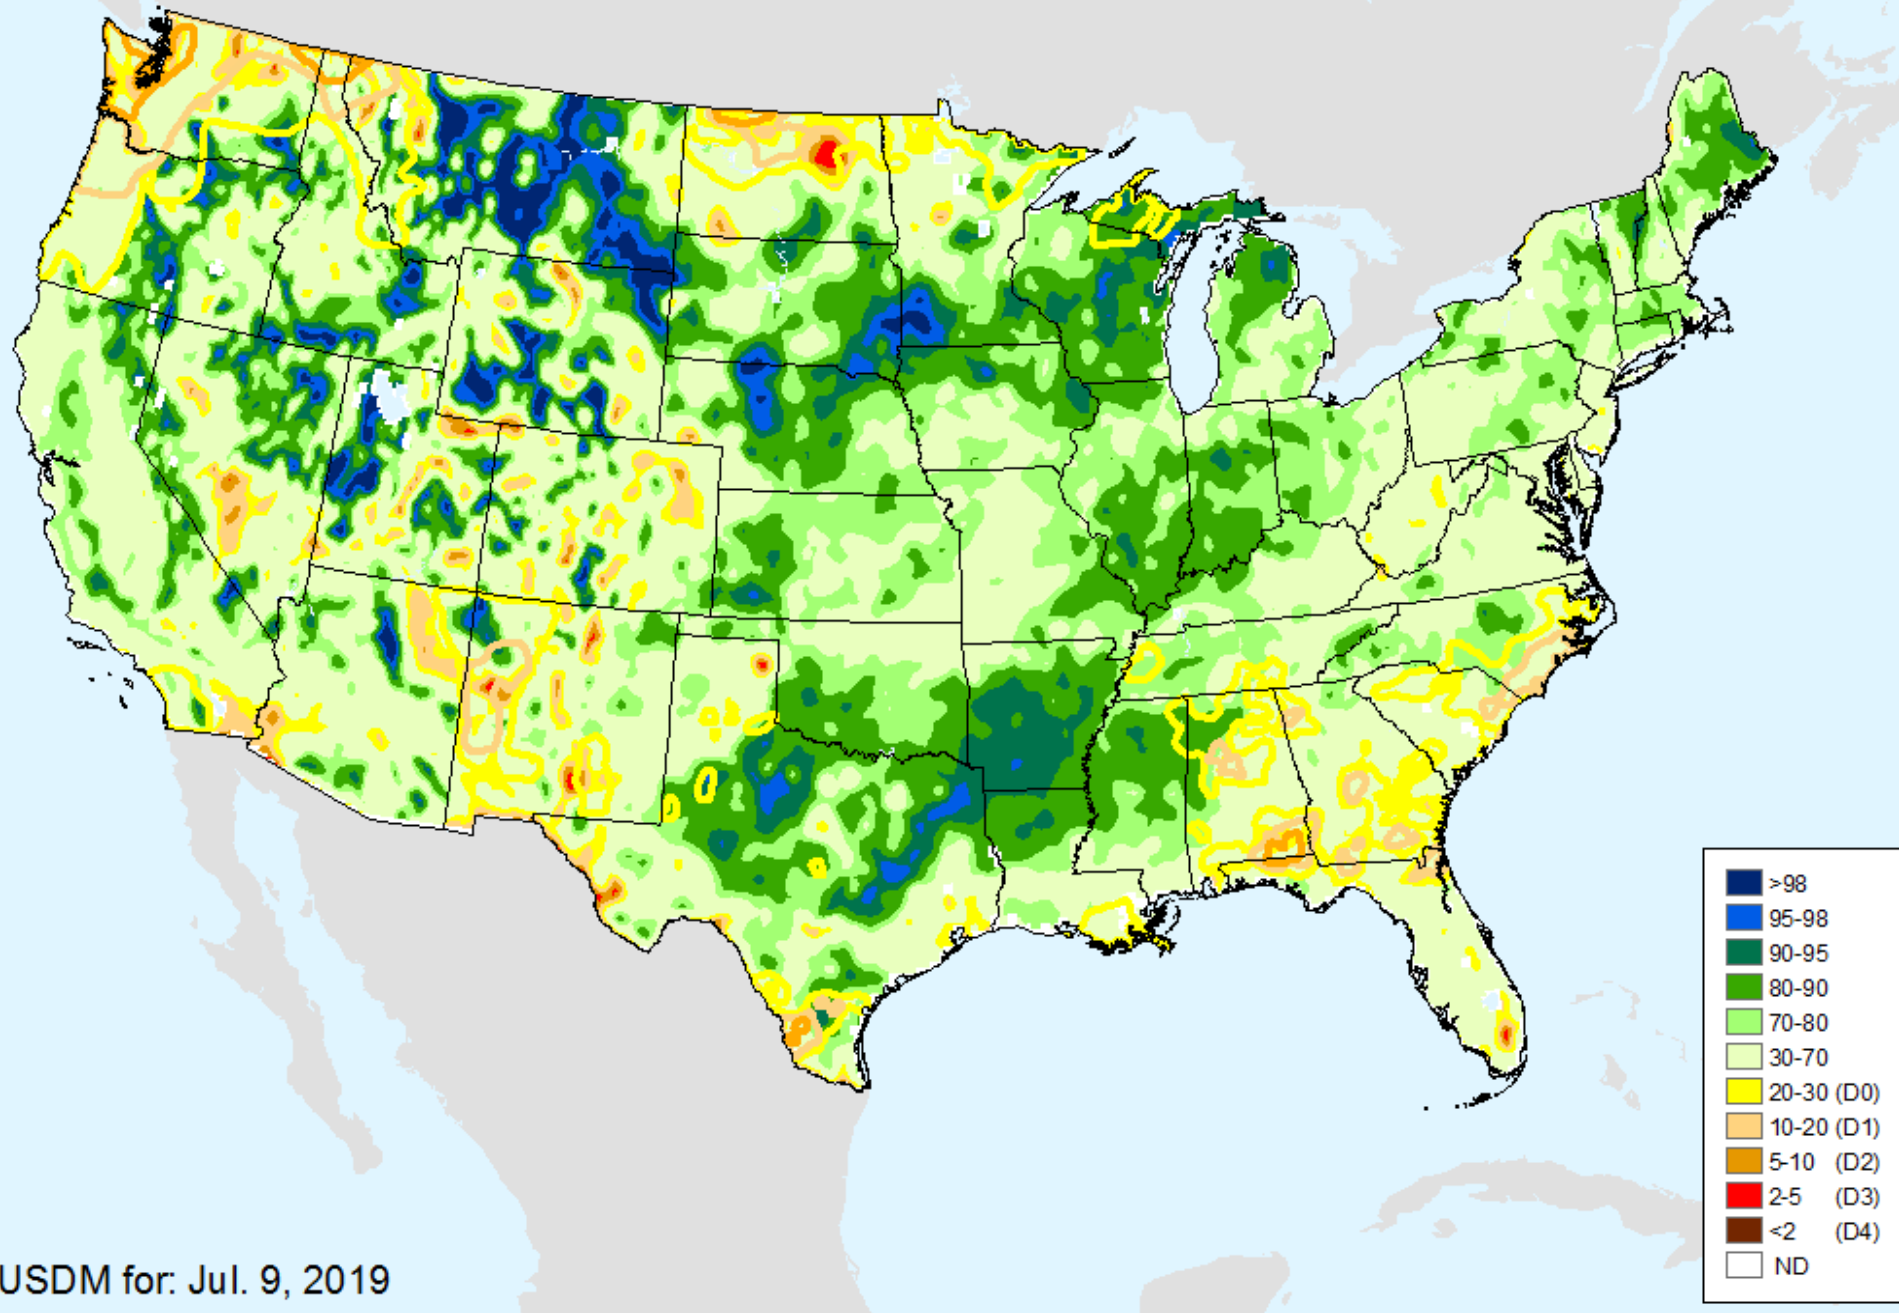 >98
95-98
90-95
80-90
70-80
30-70
20-30 (D0)
10-20 (D1)
5-10 (D2)
2-5 (D3)
<2 (D4)
ND
USDM for: Jul. 9, 2019